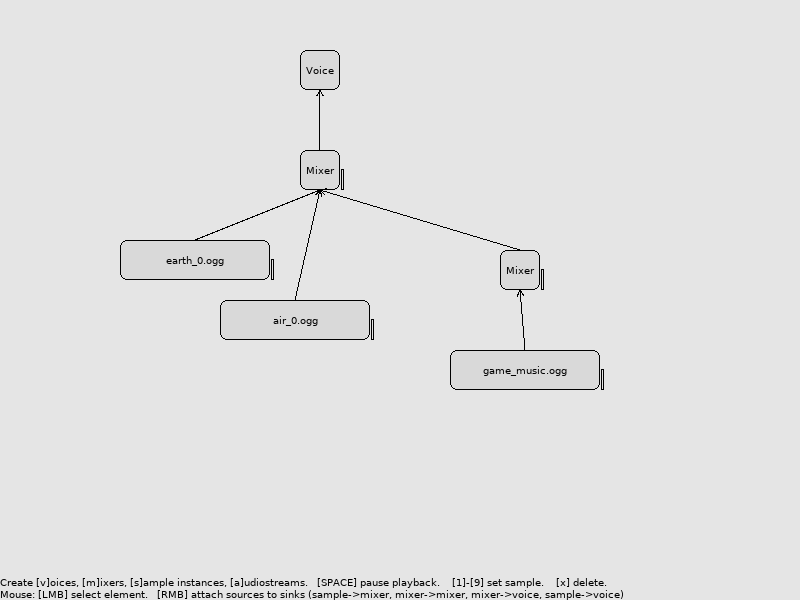 Voice
Mixer
earth_0.ogg
Mixer
air_0.ogg
game_music.ogg
Create [v]oices, [m]ixers, [s]ample instances, [a]udiostreams.   [SPACE] pause playback.    [1]-[9] set sample.    [x] delete.
Mouse: [LMB] select element.   [RMB] attach sources to sinks (sample->mixer, mixer->mixer, mixer->voice, sample->voice)